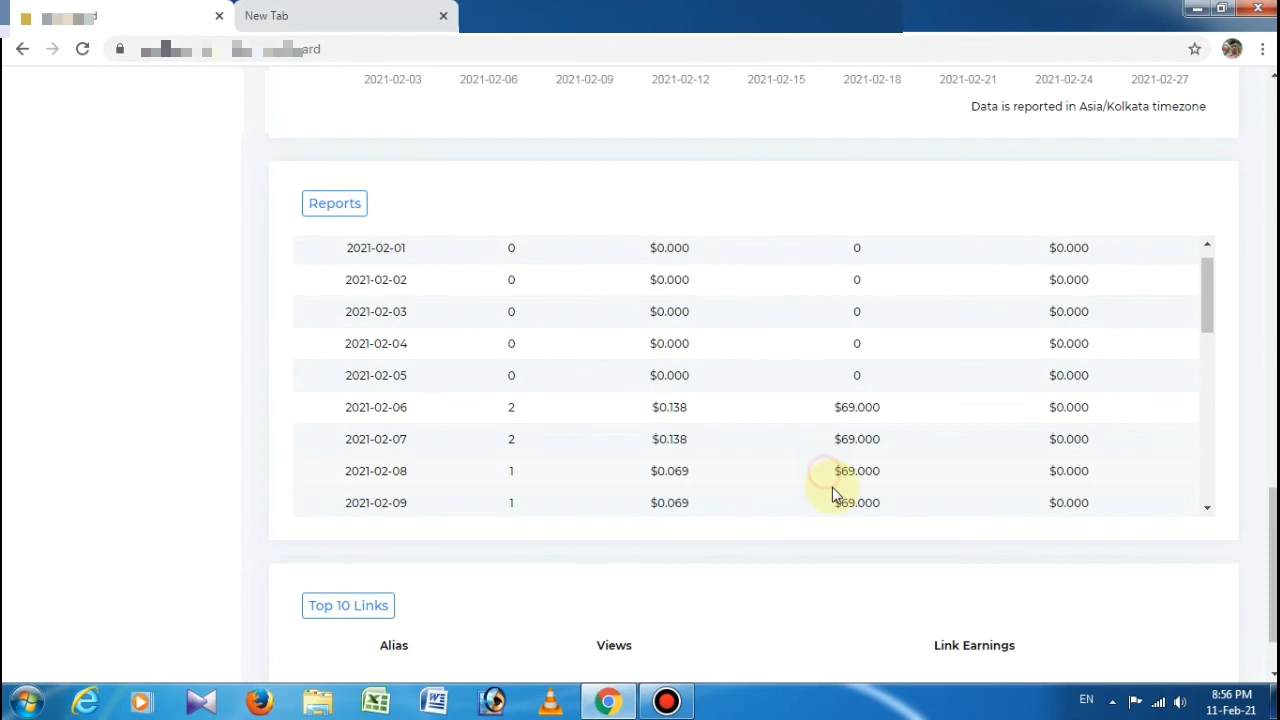 New Tab
ard
2021-02-03 2021-02-06 2021-02-09 2021-02-12 2021-02-15 2021-02-18 2021-02-21 2021-02-24 2021-02-27
Data is reported in Asia/Kolkata timezone
Reports
2021-02-01 0 $0.000 0 $0.000
2021-02-02 0 $0.000 0 $0.000
2021-02-03 0 $0.000 0 $0.000
2021-02-04 0 $0.000 0 $0.000
2021-02-05 0 $0.000 0 $0.000
2021-02-06 2 $0.138 $69.000 $0.000
2021-02-07 2 $0.138 $69.000 $0.000
2021-02-08 1 $0.069 $69.000 $0.000
2021-02-09 1 $0.069 $69.000 $0.000
Top 10 Links
Alias Views Link Earnings
EN 8:56 PM
11-Feb-21